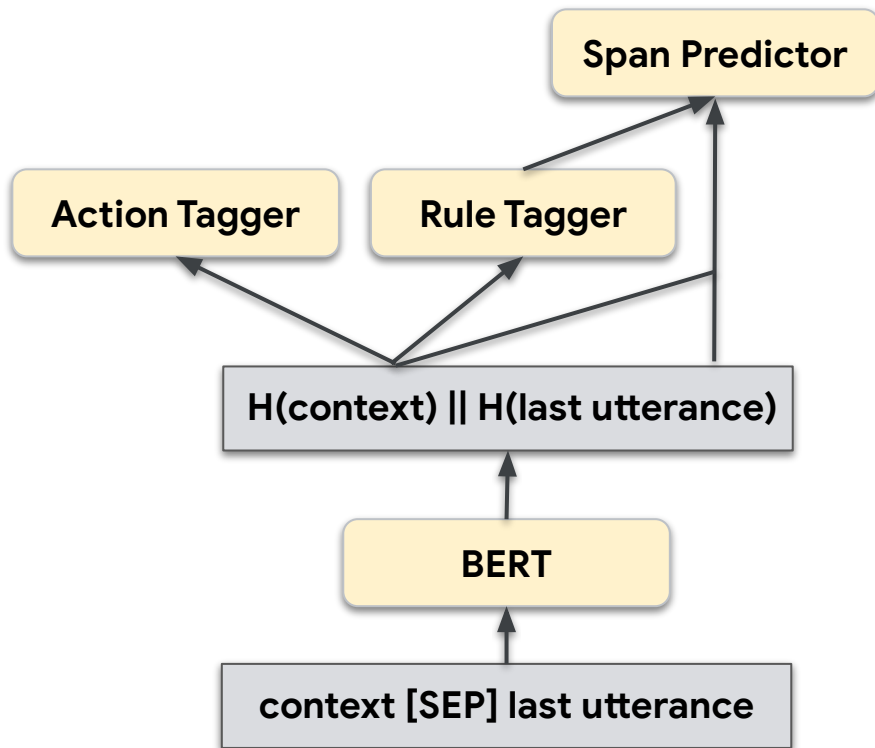 Span Predictor
Action Tagger
Rule Tagger
H(context) || H(last utterance)
BERT
context [SEP] last utterance